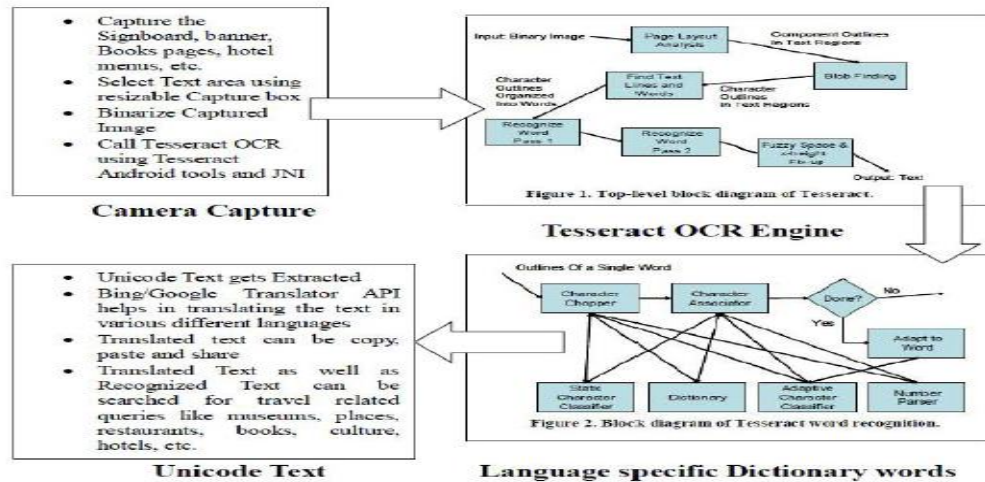 • Capture the
Signboard, banner,
Books pages, hotel
menus, etc.
• Select Text area using
resizable Capture box
• Binarize Captured
Image
• Call Tesseract OCR
using Tesseract
Android tools and JNI
Camera Capture
Input: Binary Image
Page Layout
Analysis
Component Outlines
In Text Regions
Blob Finding
Character
Outlines
In Text Regions
Find Text
Lines and
Words
Character
Outlines
Organized
Into Words
Recognize
Word
Pass 1
Recognize
Word
Pass 2
Fuzzy Space &
x-height
Fix-up
Output: Text
Figure 1. Top-level block diagram of Tesseract.
Tesseract OCR Engine
Outlines Of a Single Word
Character
Chopper
Character
Associator
Done?
No
Yes
Adapt to
Word
Static
Character
Classifier
Dictionary
Adaptive
Character
Classifier
Number
Parser
Figure 2. Block diagram of Tesseract word recognition.
Language specific Dictionary words
• Unicode Text gets Extracted
• Bing/Google Translator API
helps in translating the text in
various different languages
• Translated text can be copy,
paste and share
• Translated Text as well as
Recognized Text can be
searched for travel related
queries like museums, places,
restaurants, books, culture,
hotels, etc.
Unicode Text